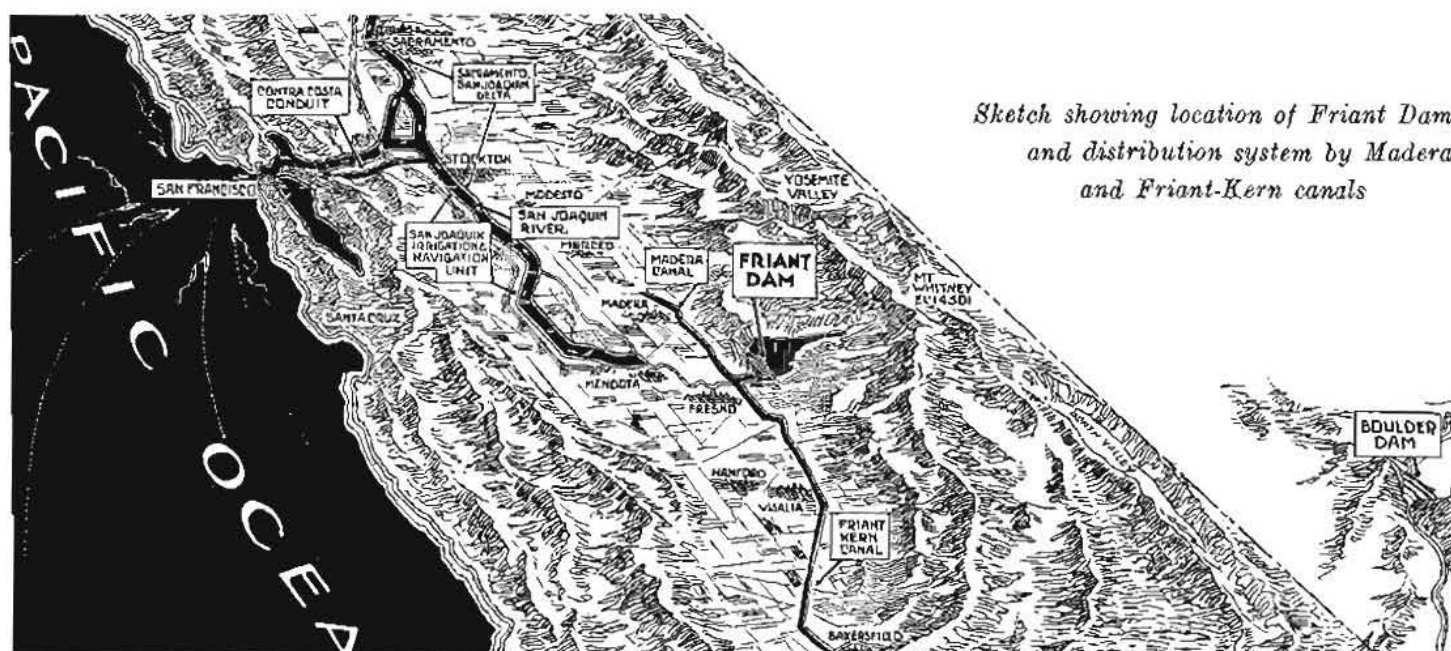 Sketch showing location of Friant Dam
and distribution system by Madera
and Friant-Kern canals
PACIFIC OCEA
SACRAMENTO
CONTRA COSTA
CONDUIT
SACRAMENTO
SAN JOAQUIN
DELTA
STOCKTON
SAN FRANCISCO
MODESTO
YOSEMITE
VALLEY
SAN JOAQUIN
RIVER
SAN JOAQUIN
IRRIGATION &
NAVIGATION
UNIT
MERCED
MADERA
CANAL
FRIANT
DAM
MT
WHITNEY
EL 14501
MADERA
SANTA CRUZ
MENDOTA
FRESNO
BOULDER
DAM
HANFORD
VISALIA
FRIANT
KERN
CANAL
BAKERSFIELD